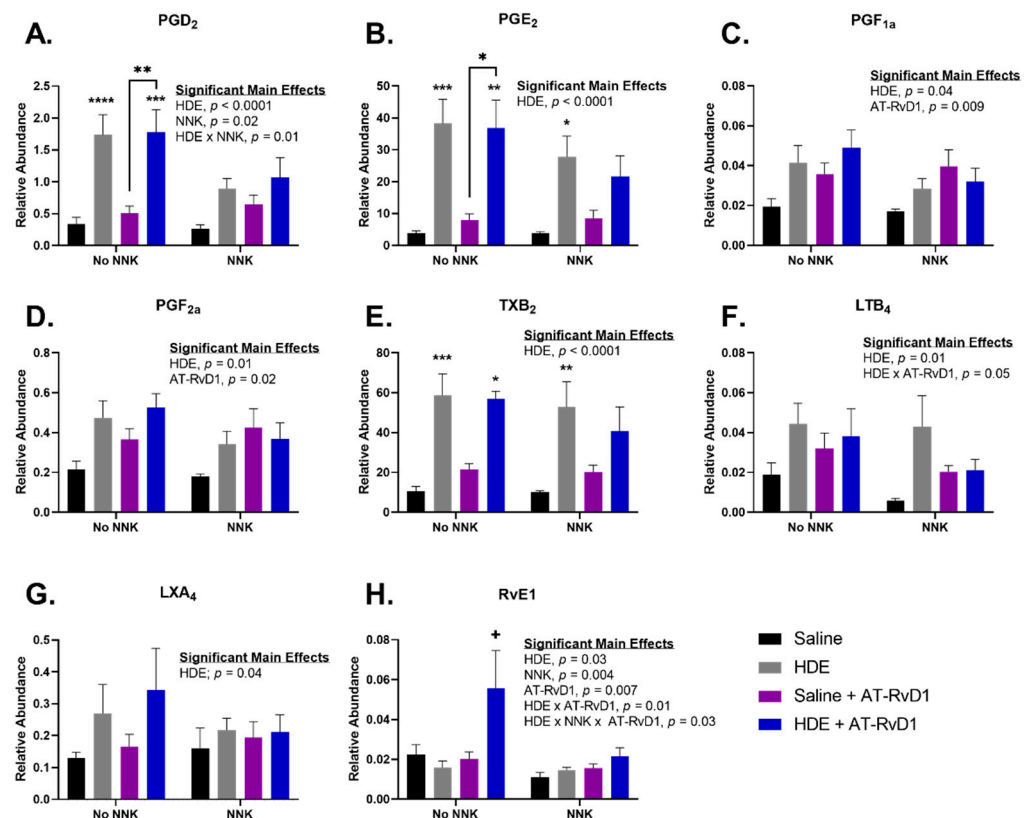 A. PGD2
**
Significant Main Effects
HDE, p < 0.0001
NNK, p = 0.02
HDE x NNK, p = 0.01
**** ***
Relative Abundance
2.5
2.0
1.5
1.0
0.5
0.0
No NNK NNK
B. PGE2
*
Significant Main Effects
HDE, p < 0.0001
*** ** *
Relative Abundance
50
40
30
20
10
0
No NNK NNK
C. PGF1a
Significant Main Effects
HDE, p = 0.04
AT-RvD1, p = 0.009
Relative Abundance
0.08
0.06
0.04
0.02
0.00
No NNK NNK
D. PGF2a
Significant Main Effects
HDE, p = 0.01
AT-RvD1, p = 0.02
Relative Abundance
0.8
0.6
0.4
0.2
0.0
No NNK NNK
E. TXB2
Significant Main Effects
HDE, p < 0.0001
*** * **
Relative Abundance
80
60
40
20
0
No NNK NNK
F. LTB4
Significant Main Effects
HDE, p = 0.01
HDE x AT-RvD1, p = 0.05
Relative Abundance
0.08
0.06
0.04
0.02
0.00
No NNK NNK
G. LXA4
Significant Main Effects
HDE; p = 0.04
Relative Abundance
0.5
0.4
0.3
0.2
0.1
0.0
No NNK NNK
H. RvE1
+
Significant Main Effects
HDE, p = 0.03
NNK, p = 0.004
AT-RvD1, p = 0.007
HDE x AT-RvD1, p = 0.01
HDE x NNK x AT-RvD1, p = 0.03
Relative Abundance
0.08
0.06
0.04
0.02
0.00
No NNK NNK
Saline
HDE
Saline + AT-RvD1
HDE + AT-RvD1